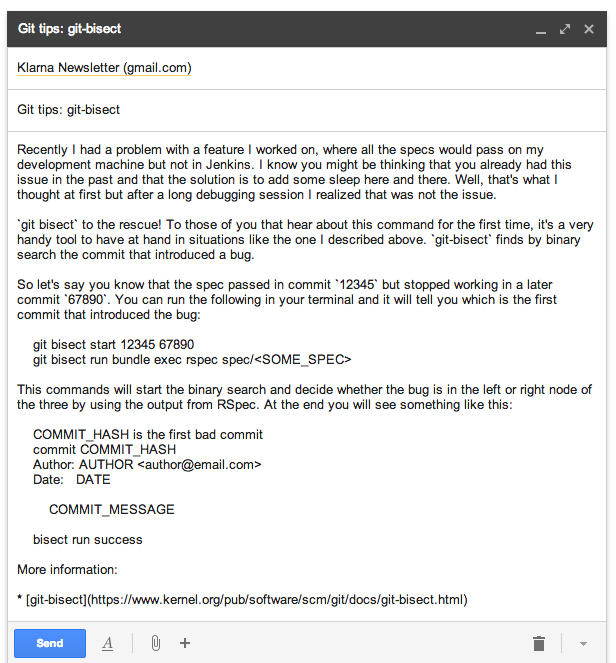 Git tips: git-bisect
Klarna Newsletter (gmail.com)
Git tips: git-bisect
Recently I had a problem with a feature I worked on, where all the specs would pass on my
development machine but not in Jenkins. I know you might be thinking that you already had this
issue in the past and that the solution is to add some sleep here and there. Well, that's what I
thought at first but after a long debugging session I realized that was not the issue.
`git bisect` to the rescue! To those of you that hear about this command for the first time, it's a very
handy tool to have at hand in situations like the one I described above. `git-bisect` finds by binary
search the commit that introduced a bug.
So let's say you know that the spec passed in commit `12345` but stopped working in a later
commit `67890`. You can run the following in your terminal and it will tell you which is the first
commit that introduced the bug:
git bisect start 12345 67890
git bisect run bundle exec rspec spec/<SOME_SPEC>
This commands will start the binary search and decide whether the bug is in the left or right node of
the three by using the output from RSpec. At the end you will see something like this:
COMMIT_HASH is the first bad commit
commit COMMIT_HASH
Author: AUTHOR <author@email.com>
Date:   DATE
COMMIT_MESSAGE
bisect run success
More information:
* [git-bisect](https://www.kernel.org/pub/software/scm/git/docs/git-bisect.html)
Send A